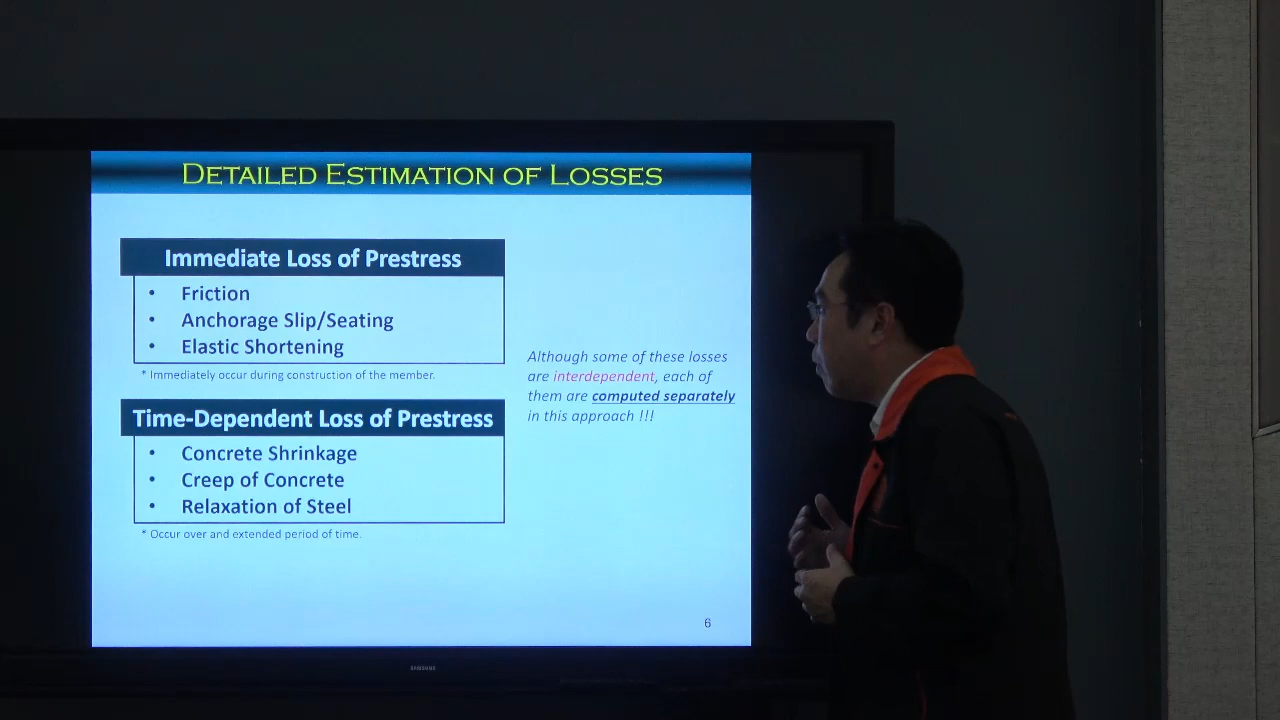 DETAILED ESTIMATION OF LOSSES
Immediate Loss of Prestress
• Friction
• Anchorage Slip/Seating
• Elastic Shortening
* Immediately occur during construction of the member.
Although some of these losses
are interdependent, each of
them are computed separately
in this approach !!!
Time-Dependent Loss of Prestress
• Concrete Shrinkage
• Creep of Concrete
• Relaxation of Steel
* Occur over and extended period of time.
6
SAMSUNG